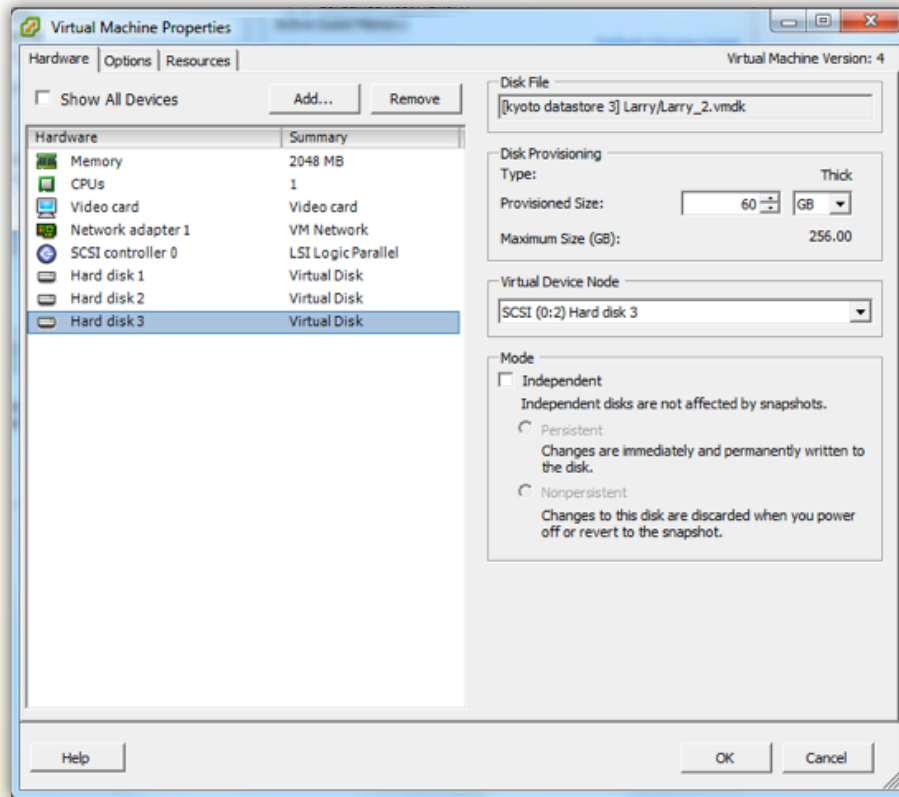 Virtual Machine Properties
Hardware Options Resources
Virtual Machine Version: 4
Show All Devices Add... Remove
Hardware Summary
Memory 2048 MB
CPUs 1
Video card Video card
Network adapter 1 VM Network
SCSI controller 0 LSI Logic Parallel
Hard disk 1 Virtual Disk
Hard disk 2 Virtual Disk
Hard disk 3 Virtual Disk
Disk File
[kyoto datastore 3] Larry/Larry_2.vmdk
Disk Provisioning
Type: Thick
Provisioned Size: 60 GB
Maximum Size (GB): 256.00
Virtual Device Node
SCSI (0:2) Hard disk 3
Mode
Independent
Independent disks are not affected by snapshots.
Persistent
Changes are immediately and permanently written to
the disk.
Nonpersistent
Changes to this disk are discarded when you power
off or revert to the snapshot.
Help OK Cancel